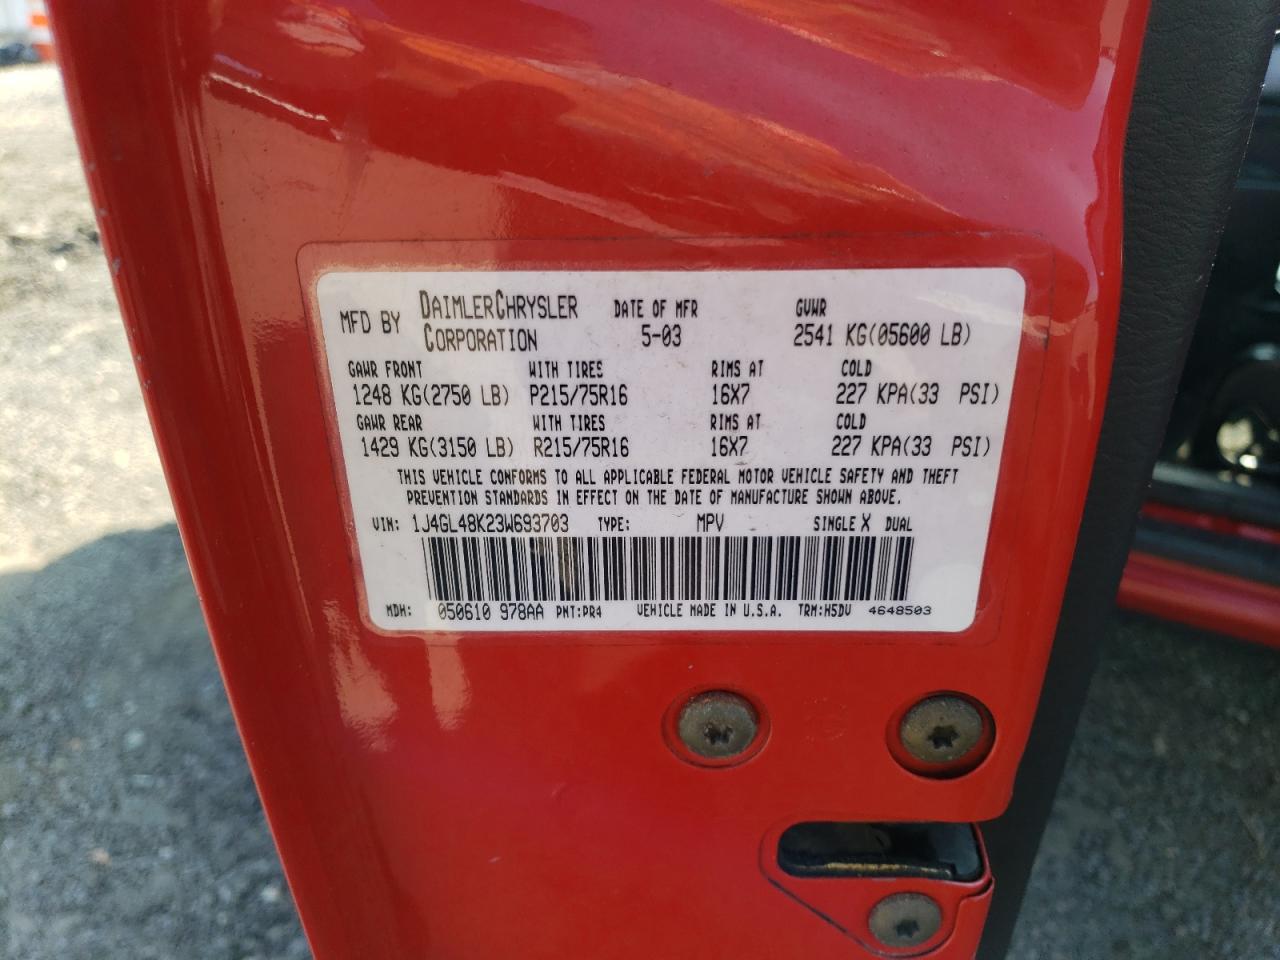 MFD BY DAIMLERCHRYSLER CORPORATION DATE OF MFR 5-03 GVWR 2541 KG(05600 LB)
GAWR FRONT WITH TIRES RIMS AT COLD
1248 KG(2750 LB) P215/75R16 16X7 227 KPA(33 PSI)
GAWR REAR WITH TIRES RIMS AT COLD
1429 KG(3150 LB) R215/75R16 16X7 227 KPA(33 PSI)
THIS VEHICLE CONFORMS TO ALL APPLICABLE FEDERAL MOTOR VEHICLE SAFETY AND THEFT
PREVENTION STANDARDS IN EFFECT ON THE DATE OF MANUFACTURE SHOWN ABOVE.
VIN: 1J4GL48K23W693703 TYPE: MPV SINGLE X DUAL
MDH: 050610 978AA PNT:PR4 VEHICLE MADE IN U.S.A. TRM:H5DV 4648503